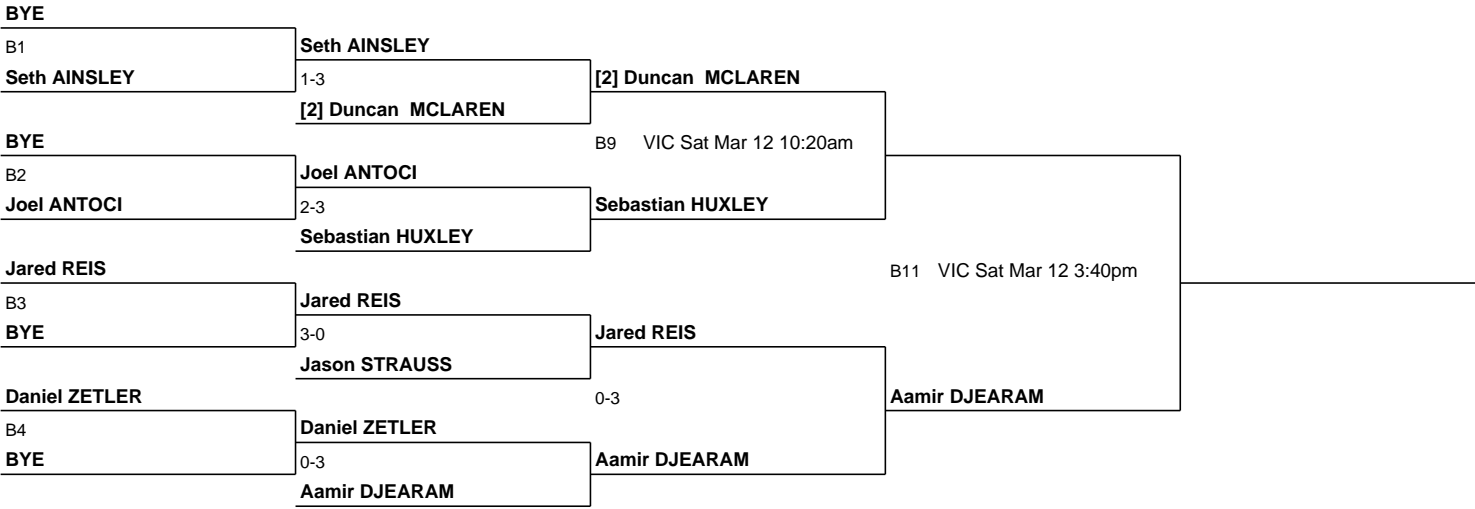 BYE
B1
Seth AINSLEY
Seth AINSLEY
1-3
[2] Duncan MCLAREN
[2] Duncan MCLAREN
BYE
B2
Joel ANTOCI
Joel ANTOCI
2-3
Sebastian HUXLEY
B9 VIC Sat Mar 12 10:20am
Sebastian HUXLEY
Jared REIS
B3
BYE
Jared REIS
3-0
Jason STRAUSS
Jared REIS
Daniel ZETLER
B4
BYE
Daniel ZETLER
0-3
Aamir DJEARAM
0-3
Aamir DJEARAM
B11 VIC Sat Mar 12 3:40pm
Aamir DJEARAM